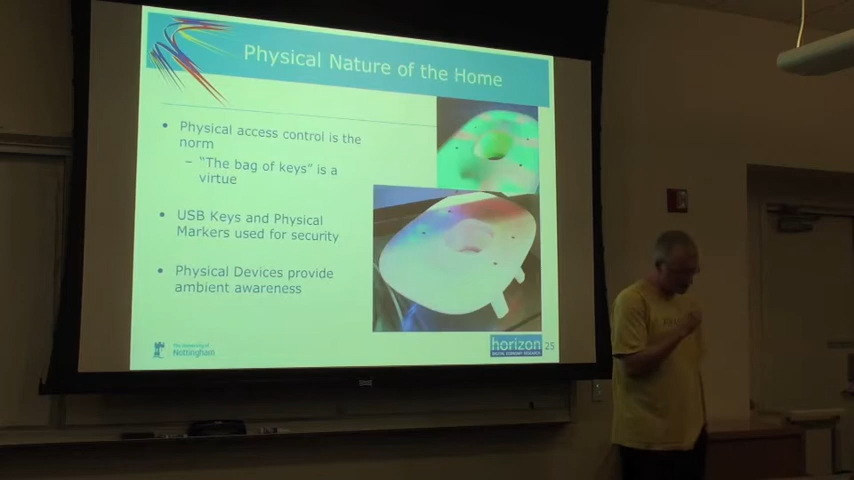 Physical Nature of the Home
• Physical access control is the
norm
– “The bag of keys” is a
virtue
• USB Keys and Physical
Markers used for security
• Physical Devices provide
ambient awareness
The University of
Nottingham
horizon
DIGITAL ECONOMY RESEARCH
25